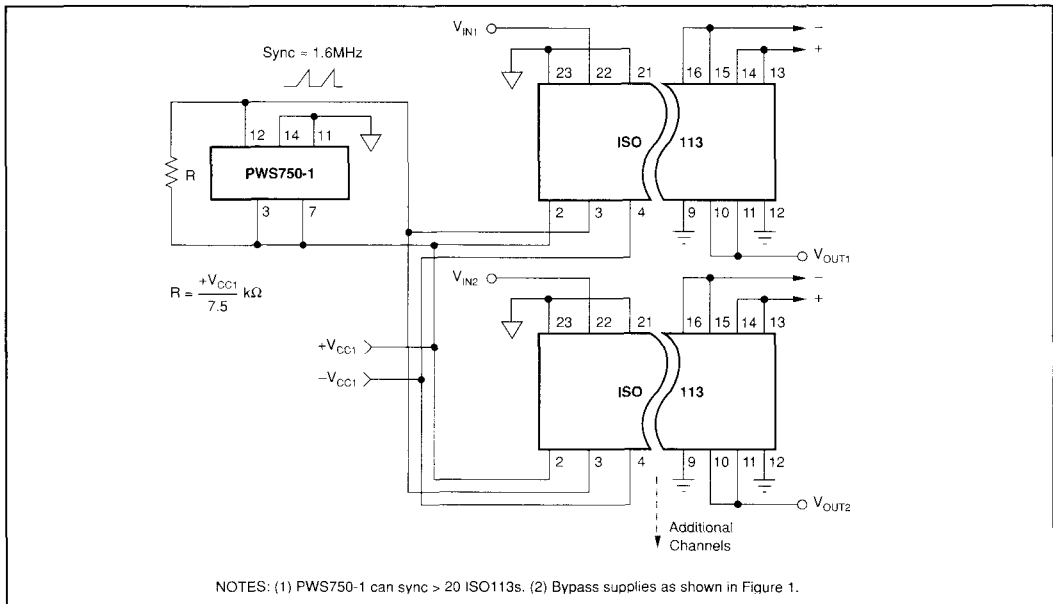 Sync ≈ 1.6MHz
12 14 11
PWS750-1
3 7
R
R = +VCC1 / 7.5 kΩ
VIN1
23 22 21 16 15 14 13
−
+
ISO 113
2 3 4 9 10 11 12
VOUT1
VIN2
23 22 21 16 15 14 13
−
+
ISO 113
2 3 4 9 10 11 12
VOUT2
+VCC1
−VCC1
Additional
Channels
NOTES: (1) PWS750-1 can sync > 20 ISO113s. (2) Bypass supplies as shown in Figure 1.